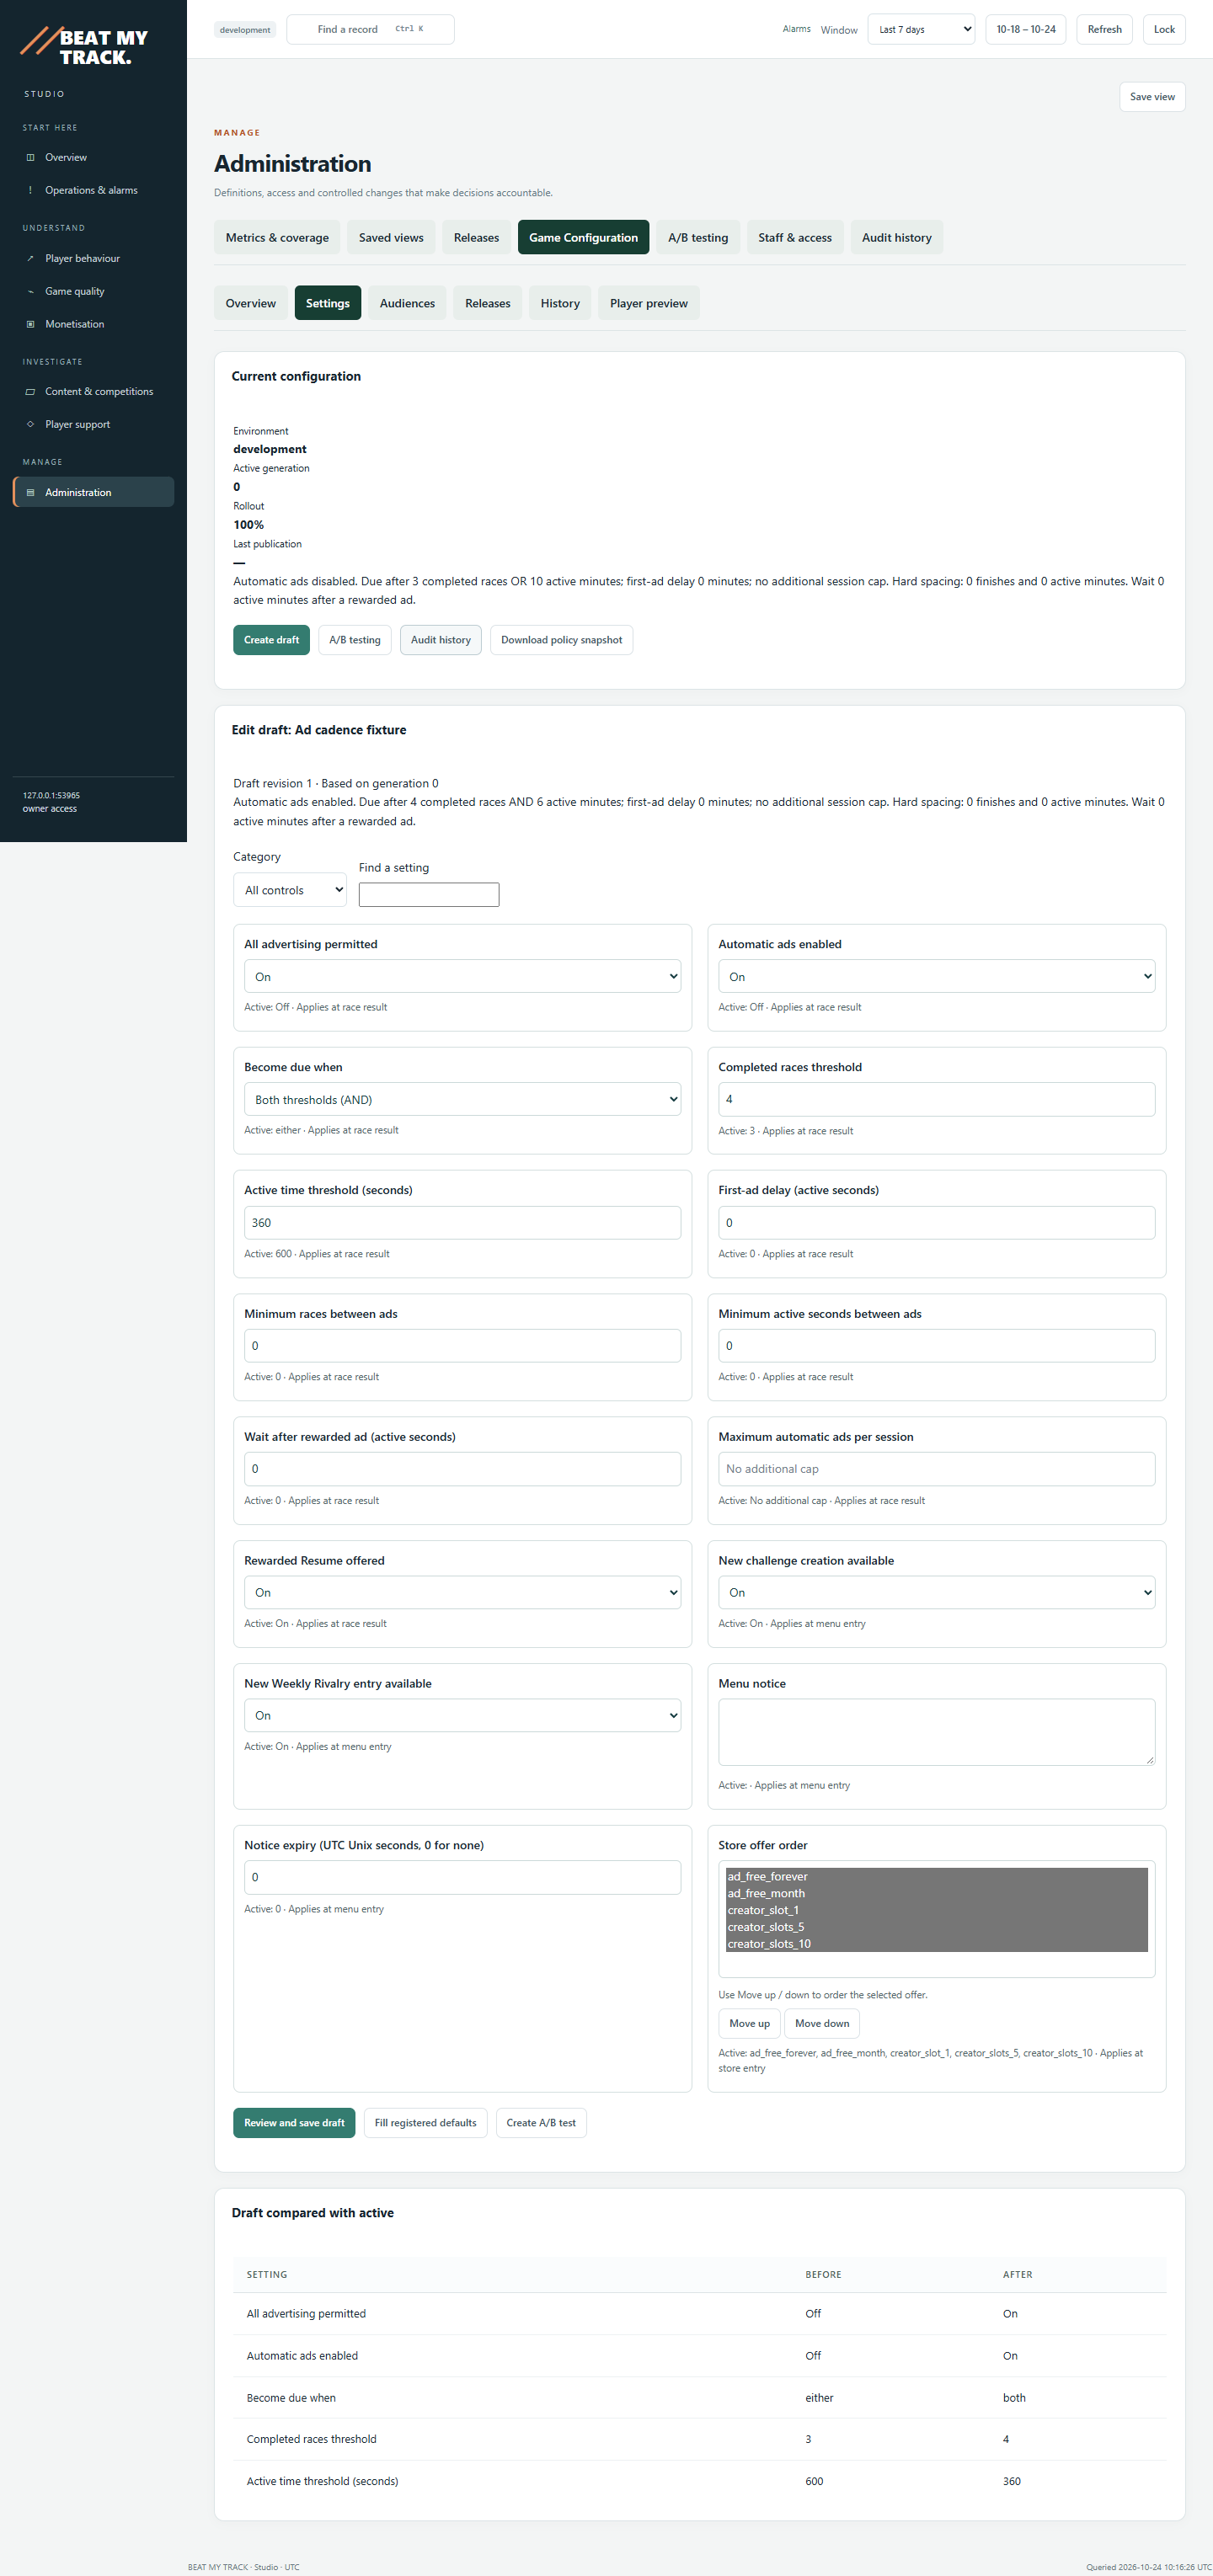 BEAT MY
TRACK.
STUDIO
START HERE
Overview
Operations & alarms
UNDERSTAND
Player behaviour
Game quality
Monetisation
INVESTIGATE
Content & competitions
Player support
MANAGE
Administration
127.0.0.1:53965
owner access
development
Find a record Ctrl K
Alarms Window Last 7 days 10-18 – 10-24 Refresh Lock
Save view
MANAGE
Administration
Definitions, access and controlled changes that make decisions accountable.
Metrics & coverage Saved views Releases Game Configuration A/B testing Staff & access Audit history
Overview Settings Audiences Releases History Player preview
Current configuration
Environment
development
Active generation
0
Rollout
100%
Last publication
—
Automatic ads disabled. Due after 3 completed races OR 10 active minutes; first-ad delay 0 minutes; no additional session cap. Hard spacing: 0 finishes and 0 active minutes. Wait 0
active minutes after a rewarded ad.
Create draft A/B testing Audit history Download policy snapshot
Edit draft: Ad cadence fixture
Draft revision 1 · Based on generation 0
Automatic ads enabled. Due after 4 completed races AND 6 active minutes; first-ad delay 0 minutes; no additional session cap. Hard spacing: 0 finishes and 0 active minutes. Wait 0
active minutes after a rewarded ad.
Category
All controls
Find a setting
All advertising permitted
On
Active: Off · Applies at race result
Automatic ads enabled
On
Active: Off · Applies at race result
Become due when
Both thresholds (AND)
Active: either · Applies at race result
Completed races threshold
4
Active: 3 · Applies at race result
Active time threshold (seconds)
360
Active: 600 · Applies at race result
First-ad delay (active seconds)
0
Active: 0 · Applies at race result
Minimum races between ads
0
Active: 0 · Applies at race result
Minimum active seconds between ads
0
Active: 0 · Applies at race result
Wait after rewarded ad (active seconds)
0
Active: 0 · Applies at race result
Maximum automatic ads per session
No additional cap
Active: No additional cap · Applies at race result
Rewarded Resume offered
On
Active: On · Applies at race result
New challenge creation available
On
Active: On · Applies at menu entry
New Weekly Rivalry entry available
On
Active: On · Applies at menu entry
Menu notice
Active: · Applies at menu entry
Notice expiry (UTC Unix seconds, 0 for none)
0
Active: 0 · Applies at menu entry
Store offer order
ad_free_forever
ad_free_month
creator_slot_1
creator_slots_5
creator_slots_10
Use Move up / down to order the selected offer.
Move up Move down
Active: ad_free_forever, ad_free_month, creator_slot_1, creator_slots_5, creator_slots_10 · Applies at
store entry
Review and save draft Fill registered defaults Create A/B test
Draft compared with active
SETTING BEFORE AFTER
All advertising permitted Off On
Automatic ads enabled Off On
Become due when either both
Completed races threshold 3 4
Active time threshold (seconds) 600 360
BEAT MY TRACK · Studio · UTC
Queried 2026-10-24 10:16:26 UTC